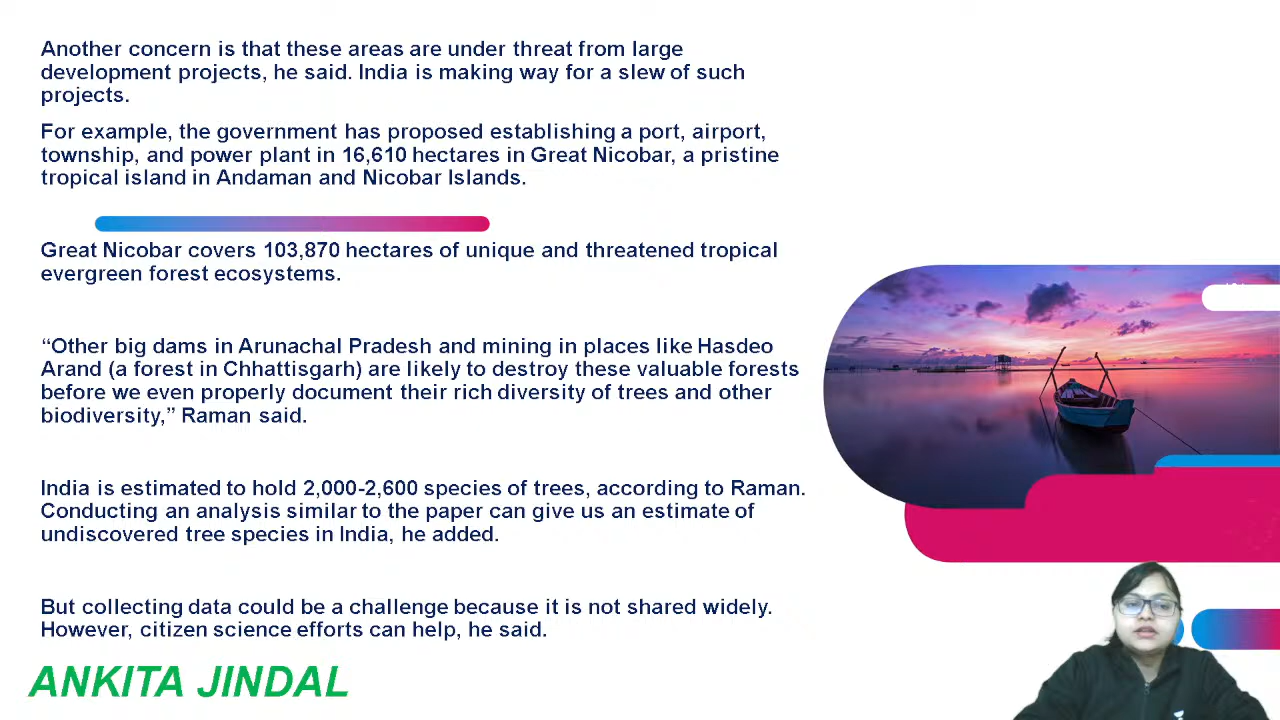 Another concern is that these areas are under threat from large
development projects, he said. India is making way for a slew of such
projects.
For example, the government has proposed establishing a port, airport,
township, and power plant in 16,610 hectares in Great Nicobar, a pristine
tropical island in Andaman and Nicobar Islands.
Great Nicobar covers 103,870 hectares of unique and threatened tropical
evergreen forest ecosystems.
“Other big dams in Arunachal Pradesh and mining in places like Hasdeo
Arand (a forest in Chhattisgarh) are likely to destroy these valuable forests
before we even properly document their rich diversity of trees and other
biodiversity,” Raman said.
India is estimated to hold 2,000-2,600 species of trees, according to Raman.
Conducting an analysis similar to the paper can give us an estimate of
undiscovered tree species in India, he added.
But collecting data could be a challenge because it is not shared widely.
However, citizen science efforts can help, he said.
ANKITA JINDAL